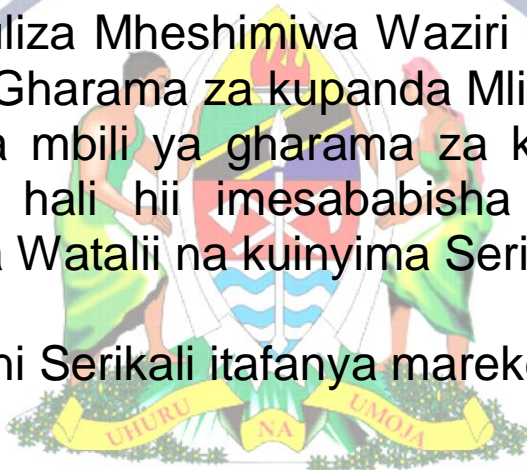 uliza Mheshimiwa Waziri
Gharama za kupanda Mli
a mbili ya gharama za k
hali hii imesababisha
a Watalii na kuinyima Seri
ni Serikali itafanya mareke
UHURU NA UMOJA